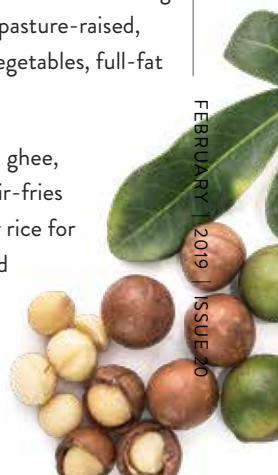 pasture-raised,
egetables, full-fat
ghee,
ir-fries
rice for
d
FEBRUARY | 2019 | ISSUE 20